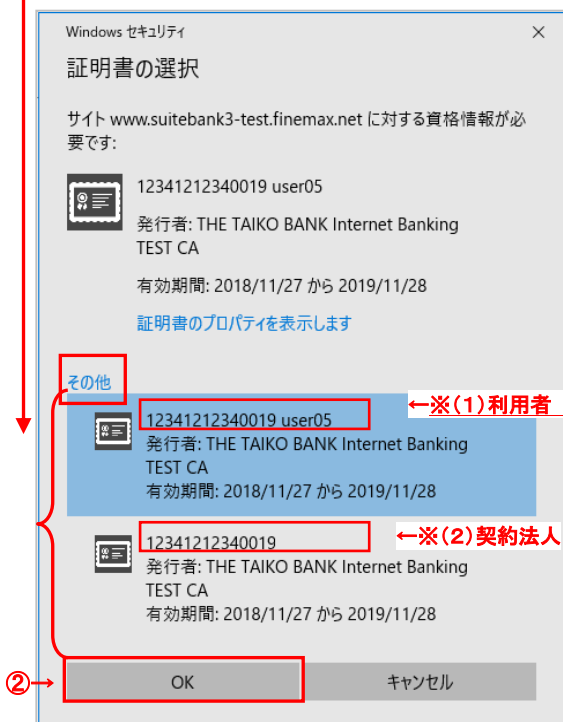 Windows セキュリティ
証明書の選択
サイト www.suitebank3-test.finemax.net に対する資格情報が必
要です:
12341212340019 user05
発行者: THE TAIKO BANK Internet Banking
TEST CA
有効期間: 2018/11/27 から 2019/11/28
証明書のプロパティを表示します
その他
12341212340019 user05 ←※(1)利用者
発行者: THE TAIKO BANK Internet Banking
TEST CA
有効期間: 2018/11/27 から 2019/11/28
12341212340019 ←※(2)契約法人
発行者: THE TAIKO BANK Internet Banking
TEST CA
有効期間: 2018/11/27 から 2019/11/28
②→ OK キャンセル